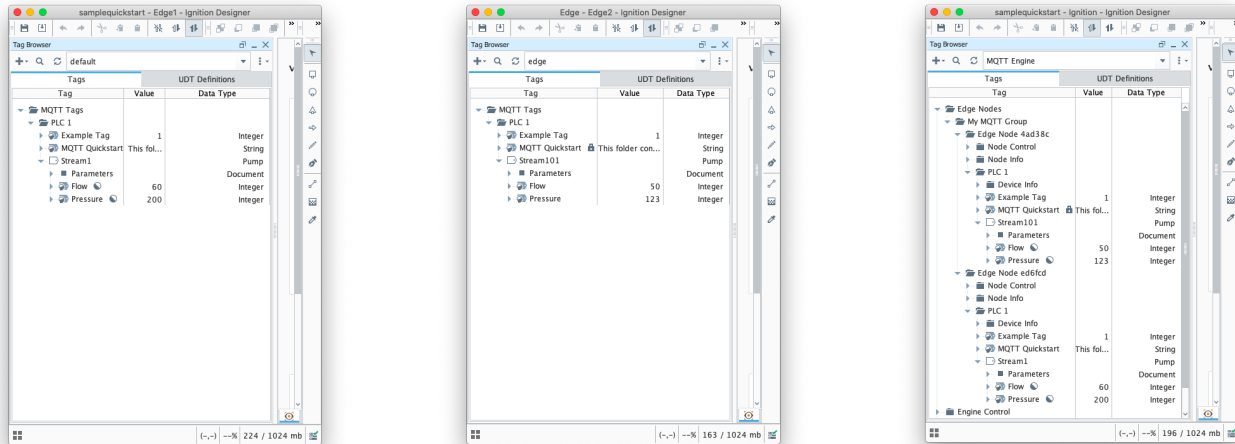 samplequickstart - Edge1 - Ignition Designer
Tag Browser
default
Tags UDT Definitions
Tag Value Data Type
MQTT Tags
PLC 1
Example Tag 1 Integer
MQTT Quickstart This fol... String
Stream1 Pump
Parameters Document
Flow 60 Integer
Pressure 200 Integer
(-,-) --% 224 / 1024 mb
Edge - Edge2 - Ignition Designer
Tag Browser
edge
Tags UDT Definitions
Tag Value Data Type
MQTT Tags
PLC 1
Example Tag 1 Integer
MQTT Quickstart This folder con... String
Stream101 Pump
Parameters Document
Flow 50 Integer
Pressure 123 Integer
(-,-) --% 163 / 1024 mb
samplequickstart - Ignition - Ignition Designer
Tag Browser
MQTT Engine
Tags UDT Definitions
Tag Value Data Type
Edge Nodes
My MQTT Group
Edge Node 4ad38c
Node Control
Node Info
PLC 1
Device Info
Example Tag 1 Integer
MQTT Quickstart This fol... String
Stream101 Pump
Parameters Document
Flow 50 Integer
Pressure 123 Integer
Edge Node ed6fcd
Node Control
Node Info
PLC 1
Device Info
Example Tag 1 Integer
MQTT Quickstart This fol... String
Stream1 Pump
Parameters Document
Flow 60 Integer
Pressure 200 Integer
Engine Control
(-,-) --% 196 / 1024 mb